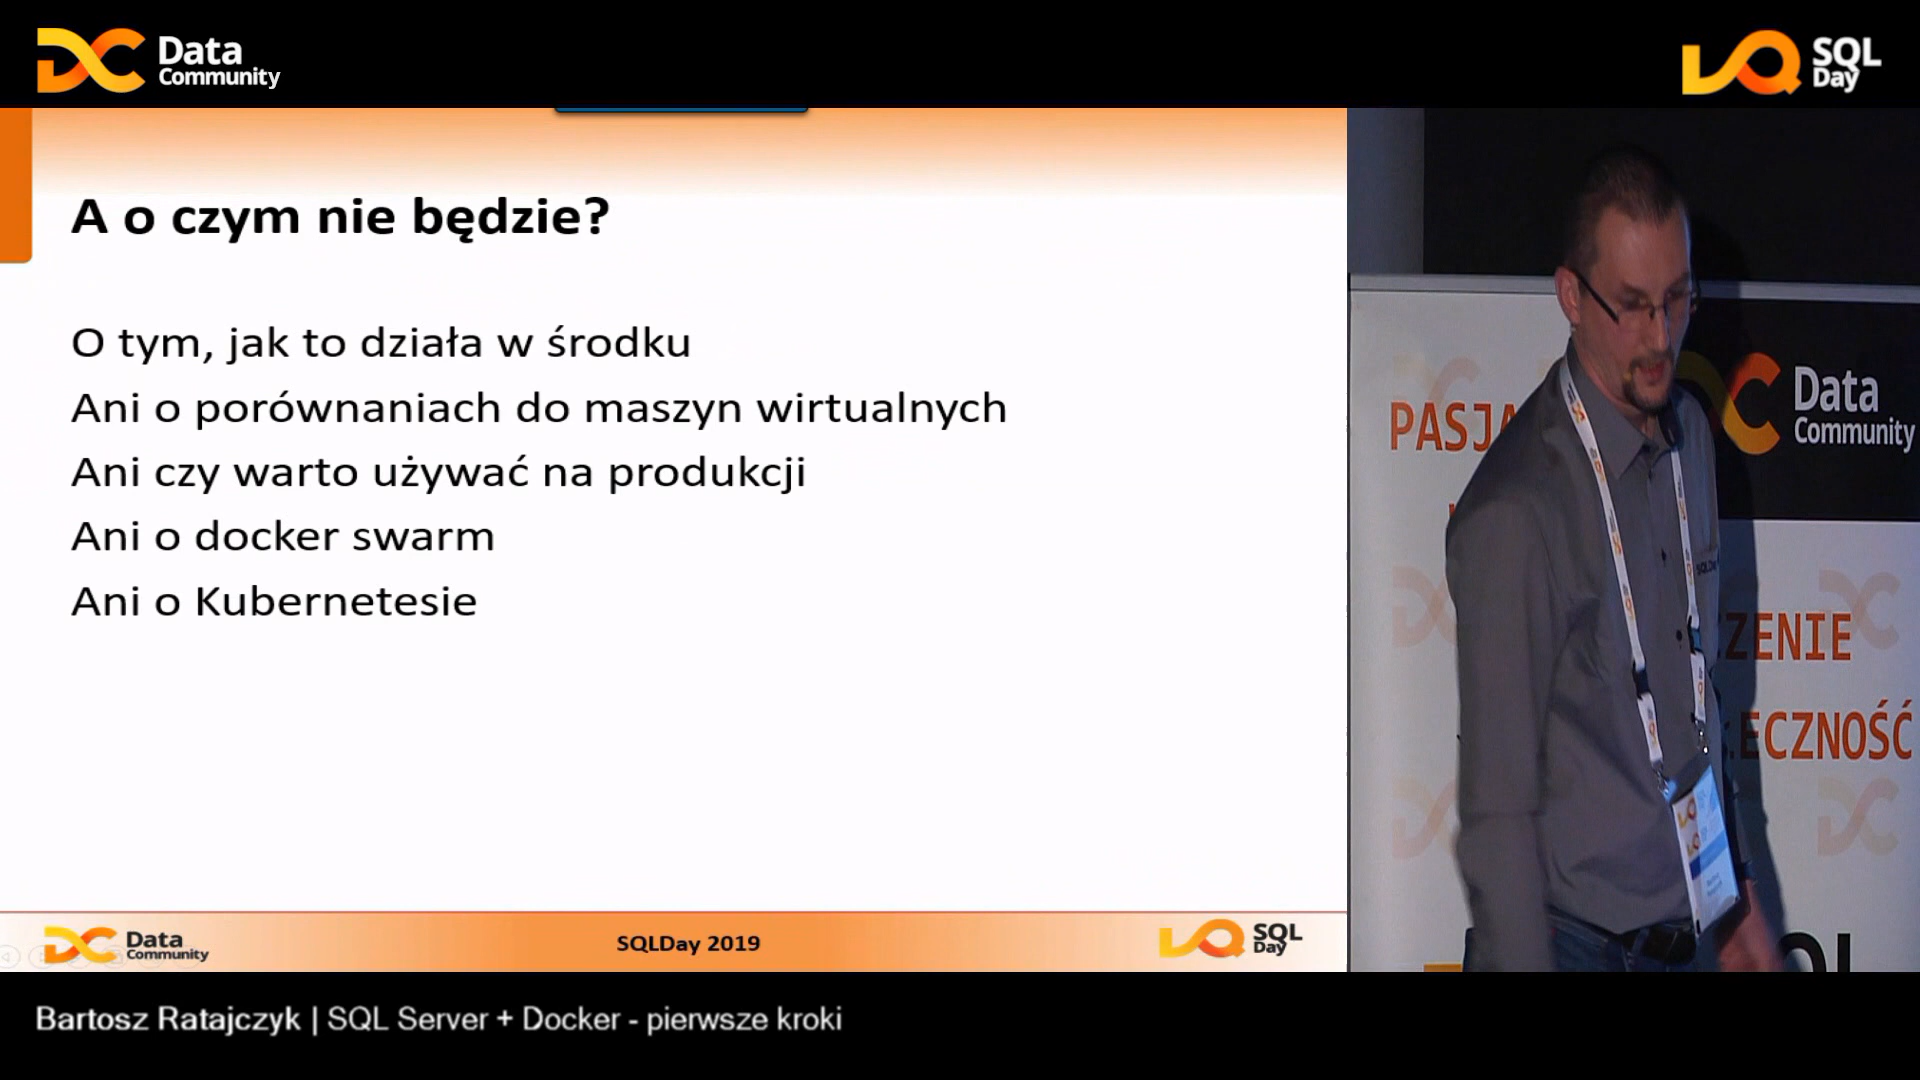 Data
Community
SQL
Day
A o czym nie będzie?
O tym, jak to działa w środku
Ani o porównaniach do maszyn wirtualnych
Ani czy warto używać na produkcji
Ani o docker swarm
Ani o Kubernetesie
PASJA
Data
Community
ZENIE
ECZNOŚĆ
Data
Community
SQLDay 2019
SQL
Day
Bartosz Ratajczyk | SQL Server + Docker - pierwsze kroki